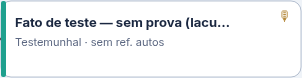 Fato de teste — sem prova (lacu...
Testemunhal · sem ref. autos